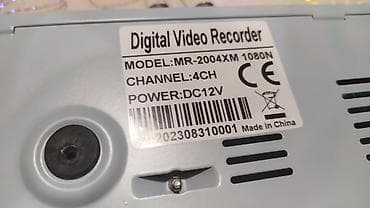 Digital Video Recorder
MODEL:MR-2004XM 1080N
CHANNEL:4CH
POWER:DC12V
CE
202308310001
Made in China